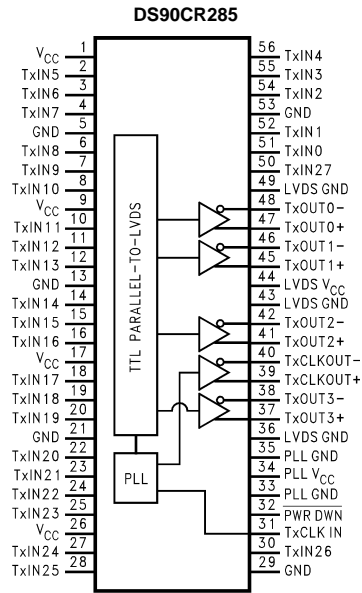 DS90CR285
VCC 1
TxIN5 2
TxIN6 3
TxIN7 4
GND 5
TxIN8 6
TxIN9 7
TxIN10 8
VCC 9
TxIN11 10
TxIN12 11
TxIN13 12
GND 13
TxIN14 14
TxIN15 15
TxIN16 16
VCC 17
TxIN17 18
TxIN18 19
TxIN19 20
GND 21
TxIN20 22
TxIN21 23
TxIN22 24
TxIN23 25
VCC 26
TxIN24 27
TxIN25 28
TTL PARALLEL-TO-LVDS
PLL
56 TxIN4
55 TxIN3
54 TxIN2
53 GND
52 TxIN1
51 TxIN0
50 TxIN27
49 LVDS GND
48 TxOUT0−
47 TxOUT0+
46 TxOUT1−
45 TxOUT1+
44 LVDS VCC
43 LVDS GND
42 TxOUT2−
41 TxOUT2+
40 TxCLKOUT−
39 TxCLKOUT+
38 TxOUT3−
37 TxOUT3+
36 LVDS GND
35 PLL GND
34 PLL VCC
33 PLL GND
32 PWR DWN
31 TxCLK IN
30 TxIN26
29 GND